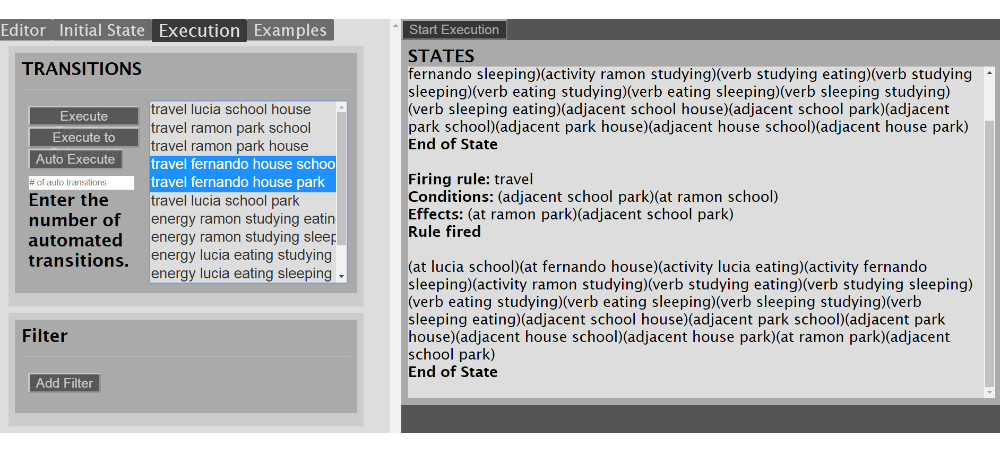 Editor Initial State Execution Examples
TRANSITIONS
Execute
Execute to
Auto Execute
# of auto transitions
Enter the
number of
automated
transitions.
travel lucia school house
travel ramon park school
travel ramon park house
travel fernando house schoo
travel fernando house park
travel lucia school park
energy ramon studying eatin
energy ramon studying sleep
energy lucia eating studying
energy lucia eating sleeping
Filter
Add Filter
Start Execution
STATES
fernando sleeping)(activity ramon studying)(verb studying eating)(verb studying
sleeping)(verb eating studying)(verb eating sleeping)(verb sleeping studying)
(verb sleeping eating)(adjacent school house)(adjacent school park)(adjacent
park school)(adjacent park house)(adjacent house school)(adjacent house park)
End of State
Firing rule: travel
Conditions: (adjacent school park)(at ramon school)
Effects: (at ramon park)(adjacent school park)
Rule fired
(at lucia school)(at fernando house)(activity lucia eating)(activity fernando
sleeping)(activity ramon studying)(verb studying eating)(verb studying sleeping)
(verb eating studying)(verb eating sleeping)(verb sleeping studying)(verb
sleeping eating)(adjacent school house)(adjacent park school)(adjacent park
house)(adjacent house school)(adjacent house park)(at ramon park)(adjacent
school park)
End of State